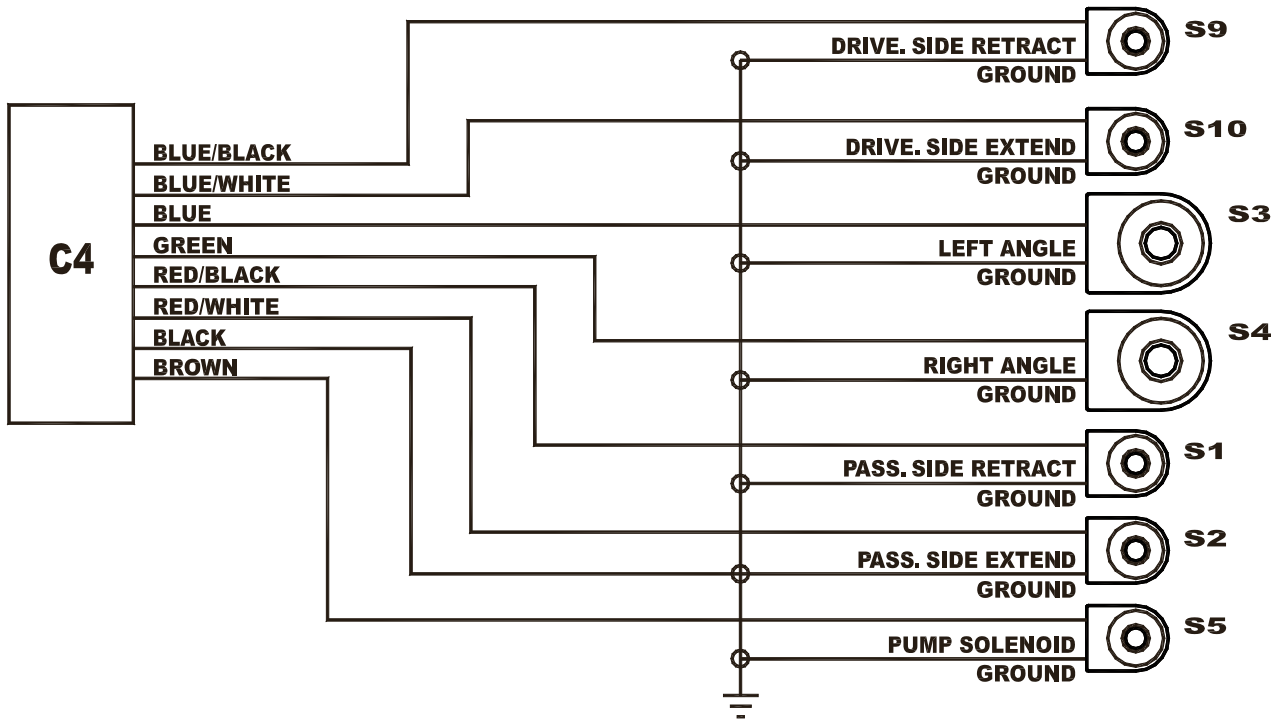 S9
DRIVE. SIDE RETRACT
GROUND
S10
DRIVE. SIDE EXTEND
GROUND
BLUE/BLACK
BLUE/WHITE
BLUE
GREEN
RED/BLACK
RED/WHITE
BLACK
BROWN
C4
S3
LEFT ANGLE
GROUND
S4
RIGHT ANGLE
GROUND
S1
PASS. SIDE RETRACT
GROUND
S2
PASS. SIDE EXTEND
GROUND
S5
PUMP SOLENOID
GROUND